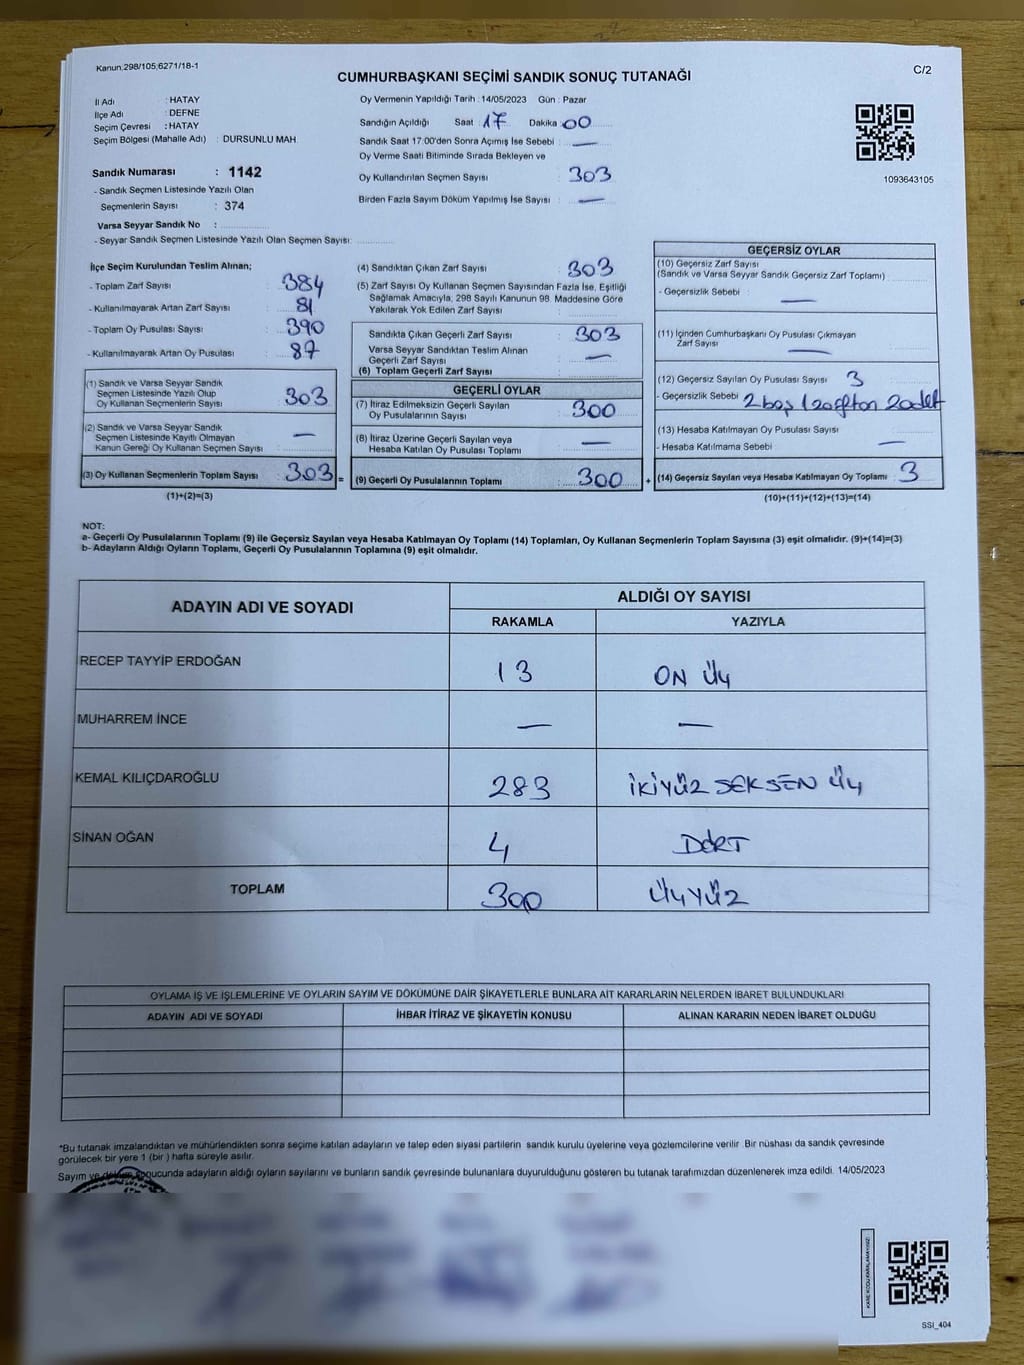 Kanun:298/105,6271/18-1
C/2
CUMHURBAŞKANI SEÇİMİ SANDIK SONUÇ TUTANAĞI
İl Adı : HATAY
İlçe Adı : DEFNE
Seçim Çevresi : HATAY
Seçim Bölgesi (Mahalle Adı) : DURSUNLU MAH.
Sandık Numarası : 1142
- Sandık Seçmen Listesinde Yazılı Olan
Seçmenlerin Sayısı : 374
Varsa Seyyar Sandık No :
- Seyyar Sandık Seçmen Listesinde Yazılı Olan Seçmen Sayısı:
Oy Vermenin Yapıldığı Tarih : 14/05/2023 Gün : Pazar
Sandığın Açıldığı Saat 17 Dakika 00
Sandık Saat 17:00'den Sonra Açılmış İse Sebebi : —
Oy Verme Saati Bitiminde Sırada Bekleyen ve
Oy Kullandırılan Seçmen Sayısı : 303
Birden Fazla Sayım Döküm Yapılmış İse Sayısı : —
1093643105
İlçe Seçim Kurulundan Teslim Alınan;
- Toplam Zarf Sayısı : 384
- Kullanılmayarak Artan Zarf Sayısı : 81
- Toplam Oy Pusulası Sayısı : 390
- Kullanılmayarak Artan Oy Pusulası : 87
(1) Sandık ve Varsa Seyyar Sandık
Seçmen Listesinde Yazılı Olup
Oy Kullanan Seçmenlerin Sayısı : 303
(2) Sandık ve Varsa Seyyar Sandık
Seçmen Listesinde Kayıtlı Olmayan
Kanun Gereği Oy Kullanan Seçmen Sayısı : —
(3) Oy Kullanan Seçmenlerin Toplam Sayısı : 303 =
(1)+(2)=(3)
(4) Sandıktan Çıkan Zarf Sayısı : 303
(5) Zarf Sayısı Oy Kullanan Seçmen Sayısından Fazla İse, Eşitliği
Sağlamak Amacıyla, 298 Sayılı Kanunun 98. Maddesine Göre
Yakılarak Yok Edilen Zarf Sayısı :
Sandıkta Çıkan Geçerli Zarf Sayısı : 303
Varsa Seyyar Sandıktan Teslim Alınan
Geçerli Zarf Sayısı : —
(6) Toplam Geçerli Zarf Sayısı :
GEÇERLİ OYLAR
(7) İtiraz Edilmeksizin Geçerli Sayılan
Oy Pusulalarının Sayısı : 300
(8) İtiraz Üzerine Geçerli Sayılan veya
Hesaba Katılan Oy Pusulası Toplamı : —
(9) Geçerli Oy Pusulalarının Toplamı : 300 +
GEÇERSİZ OYLAR
(10) Geçersiz Zarf Sayısı
(Sandık ve Varsa Seyyar Sandık Geçersiz Zarf Toplamı)
- Geçersizlik Sebebi : —
(11) İçinden Cumhurbaşkanı Oy Pusulası Çıkmayan
Zarf Sayısı : —
(12) Geçersiz Sayılan Oy Pusulası Sayısı : 3
- Geçersizlik Sebebi : 2 boş 1
(13) Hesaba Katılmayan Oy Pusulası Sayısı :
- Hesaba Katılmama Sebebi : —
(14) Geçersiz Sayılan veya Hesaba Katılmayan Oy Toplamı : 3
(10)+(11)+(12)+(13)=(14)
NOT:
a- Geçerli Oy Pusulalarının Toplamı (9) ile Geçersiz Sayılan veya Hesaba Katılmayan Oy Toplamı (14) Toplamları, Oy Kullanan Seçmenlerin Toplam Sayısına (3) eşit olmalıdır. (9)+(14)=(3)
b- Adayların Aldığı Oyların Toplamı, Geçerli Oy Pusulalarının Toplamına (9) eşit olmalıdır.
ADAYIN ADI VE SOYADI
ALDIĞI OY SAYISI
RAKAMLA YAZIYLA
RECEP TAYYİP ERDOĞAN 13 ON ÜÇ
MUHARREM İNCE — —
KEMAL KILIÇDAROĞLU 283 İKİYÜZ SEKSEN ÜÇ
SİNAN OĞAN 4 DÖRT
TOPLAM 300 ÜÇYÜZ
OYLAMA İŞ VE İŞLEMLERİNE VE OYLARIN SAYIM VE DÖKÜMÜNE DAİR ŞİKAYETLERLE BUNLARA AİT KARARLARIN NELERDEN İBARET BULUNDUKLARI
ADAYIN ADI VE SOYADI İHBAR İTİRAZ VE ŞİKAYETİN KONUSU ALINAN KARARIN NEDEN İBARET OLDUĞU
*Bu tutanak imzalandıktan ve mühürlendikten sonra seçime katılan adayların ve talep eden siyasi partilerin sandık kurulu üyelerine veya gözlemcilerine verilir. Bir nüshası da sandık çevresinde
görülecek bir yere 1 (bir) hafta süreyle asılır.
Sayım ve döküm sonucunda adayların aldığı oyların sayılarını ve bunların sandık çevresinde bulunanlara duyurulduğunu gösteren bu tutanak tarafımızdan düzenlenerek imza edildi. 14/05/2023
SSI_404